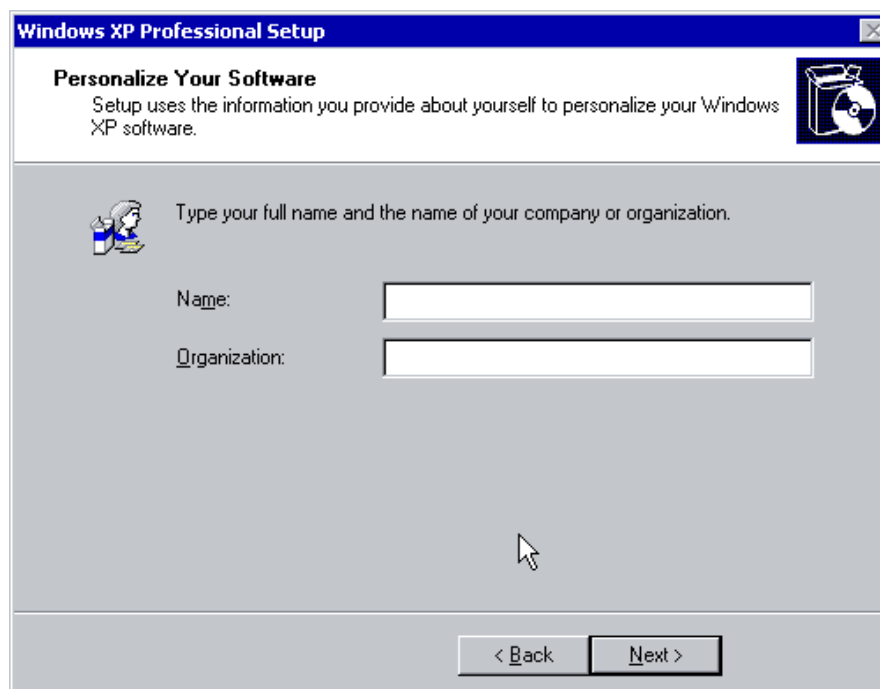 Windows XP Professional Setup
Personalize Your Software
Setup uses the information you provide about yourself to personalize your Windows
XP software.
Type your full name and the name of your company or organization.
Name:
Organization:
< Back Next >